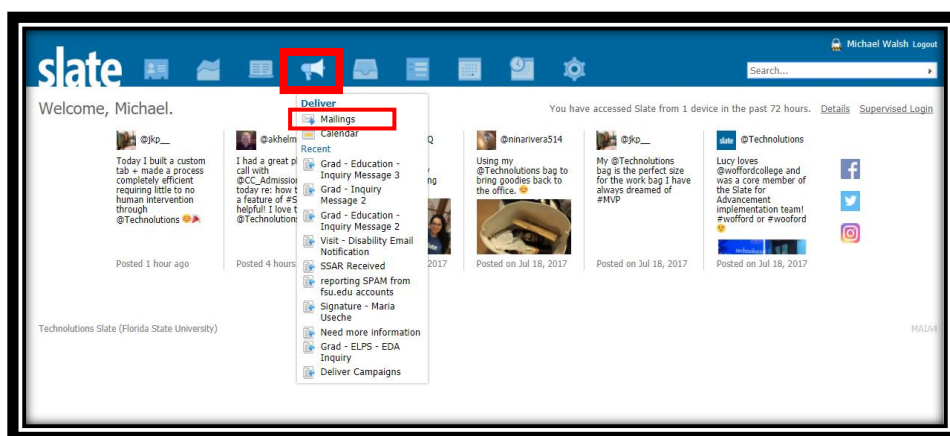 Michael Walsh Logout
slate
Search...
Welcome, Michael.
You have accessed Slate from 1 device in the past 72 hours. Details Supervised Login
Deliver
Mailings
Calendar
Recent
Grad - Education -
Inquiry Message 3
Grad - Inquiry
Message 2
Grad - Education -
Inquiry Message 2
Visit - Disability Email
Notification
SSAR Received
reporting SPAM from
fsu.edu accounts
Signature - Maria
Useche
Need more information
Grad - ELPS - EDA
Inquiry
Deliver Campaigns
@jkp__
Today I built a custom
tab + made a process
completely efficient
requiring little to no
human intervention
through
@Technolutions
Posted 1 hour ago
@akhelm
I had a great p
call with
@CC_Admissio
today re: how t
a feature of #S
helpful! I love t
@Technolution
Posted 4 hours
Q
ng
2017
@ninarivera514
Using my
@Technolutions bag to
bring goodies back to
the office.
Posted on Jul 18, 2017
@jkp__
My @Technolutions
bag is the perfect size
for the work bag I have
always dreamed of
#MVP
Posted on Jul 18, 2017
slate @Technolutions
Lucy loves
@woffordcollege and
was a core member of
the Slate for
Advancement
implementation team!
#wofford or #wooford
Posted on Jul 18, 2017
Technolutions Slate (Florida State University)
MAIA4